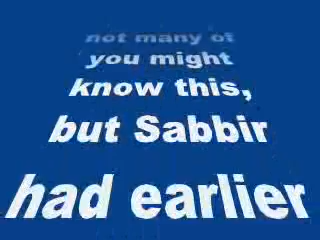 not many of
you might
know this,
but Sabbir
had earlier